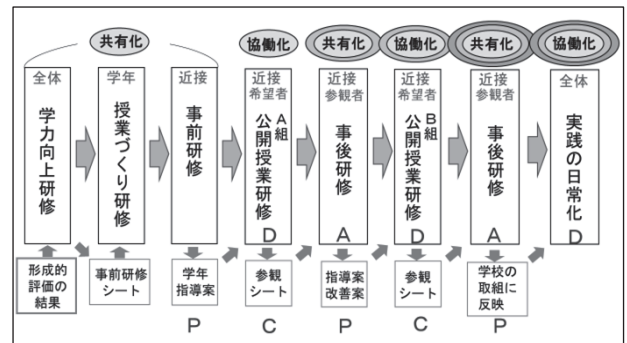 共有化
協働化
共有化
協働化
共有化
協働化
全体
学力向上研修
学年
授業づくり研修
近接
事前研修
近接
希望者
A組
公開授業研修
D
近接
参観者
事後研修
A
近接
希望者
B組
公開授業研修
D
近接
参観者
事後研修
A
全体
実践の日常化
D
形成的
評価の
結果
事前研修
シート
学年
指導案
P
参観
シート
C
指導案
改善案
P
参観
シート
C
学校の
取組に
反映
P